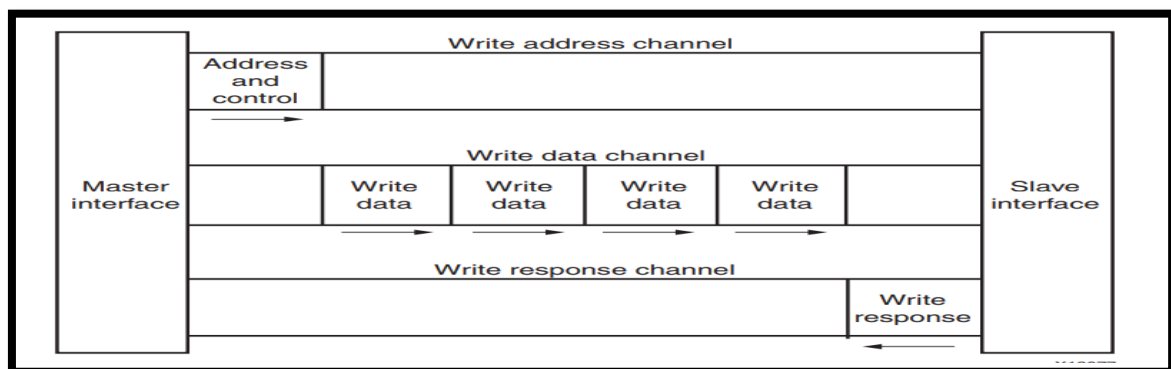 Write address channel
Address
and
control
Write data channel
Master
interface
Write
data
Write
data
Write
data
Write
data
Slave
interface
Write response channel
Write
response